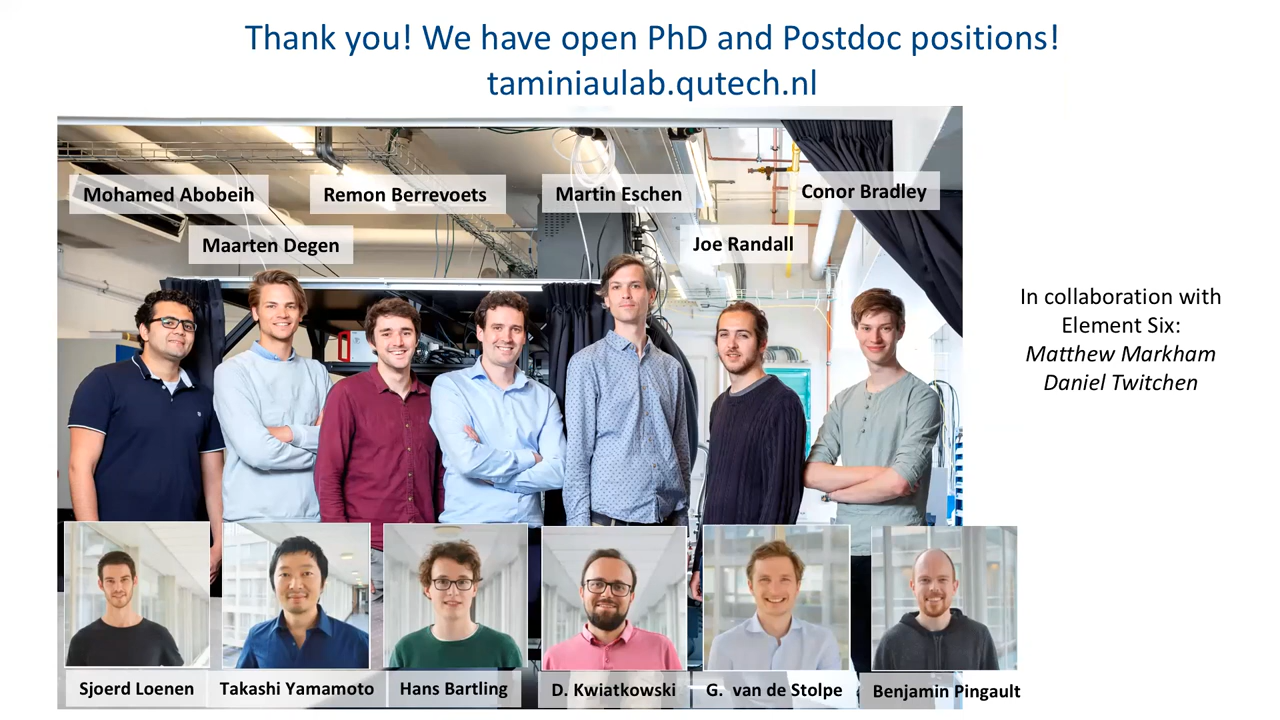 Thank you! We have open PhD and Postdoc positions!
taminiaulab.qutech.nl
Mohamed Abobeih
Remon Berrevoets
Martin Eschen
Conor Bradley
Maarten Degen
Joe Randall
In collaboration with
Element Six:
Matthew Markham
Daniel Twitchen
Sjoerd Loenen
Takashi Yamamoto
Hans Bartling
D. Kwiatkowski
G. van de Stolpe
Benjamin Pingault